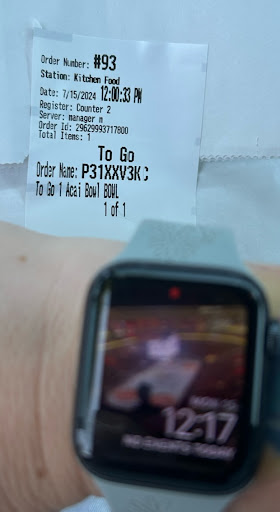 Order Number: #93
Station: Kitchen Food
Date: 7/15/2024 12:00:33 PM
Register: Counter 2
Server: manager m
Order Id: 29629993717800
Total Items: 1
To Go
Order Name: P31XXV3KC
To Go 1 Acai Bowl BOWL
1 of 1
MON
12:17
NO EVENTS TODAY